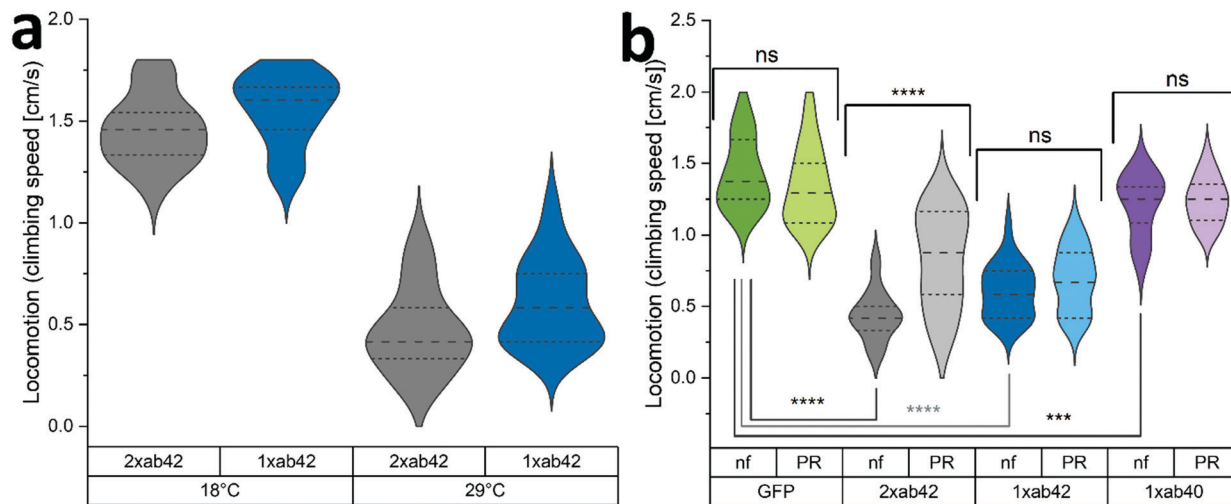 a
Locomotion (climbing speed [cm/s])
2.0
1.5
1.0
0.5
0.0
2xab42 1xab42 2xab42 1xab42
18°C 29°C
b
Locomotion (climbing speed [cm/s])
2.5
2.0
1.5
1.0
0.5
0.0
ns
****
ns
ns
**** **** ***
nf PR nf PR nf PR nf PR
GFP 2xab42 1xab42 1xab40